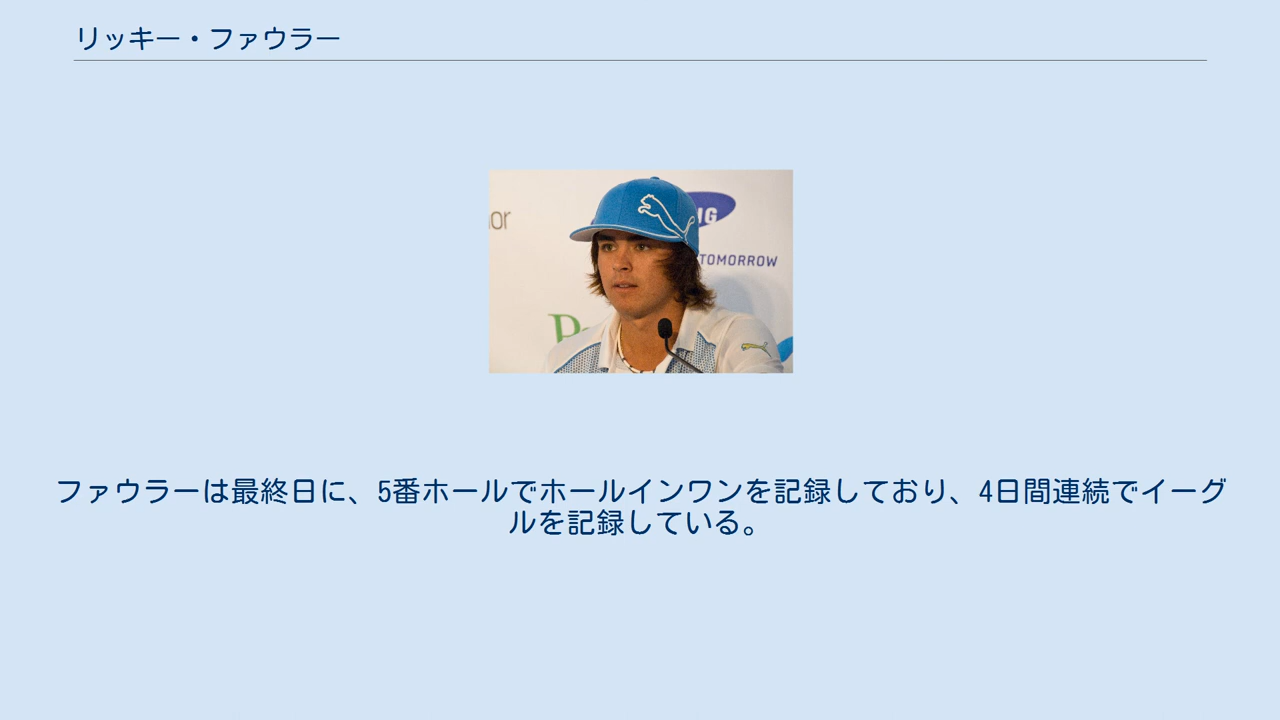 リッキー・ファウラー
IG
TOMORROW
ファウラーは最終日に、5番ホールでホールインワンを記録しており、4日間連続でイーグ
ルを記録している。